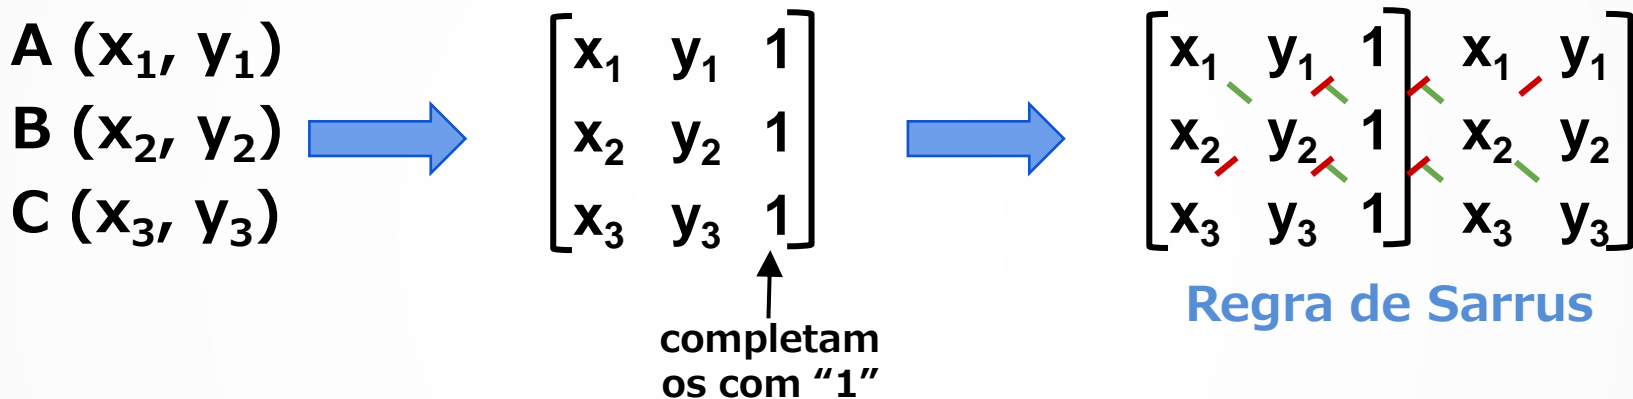 A (x₁, y₁)
B (x₂, y₂)
C (x₃, y₃)
x₁ y₁ 1
x₂ y₂ 1
x₃ y₃ 1
completam
os com “1”
x₁ y₁ 1 x₁ y₁
x₂ y₂ 1 x₂ y₂
x₃ y₃ 1 x₃ y₃
Regra de Sarrus